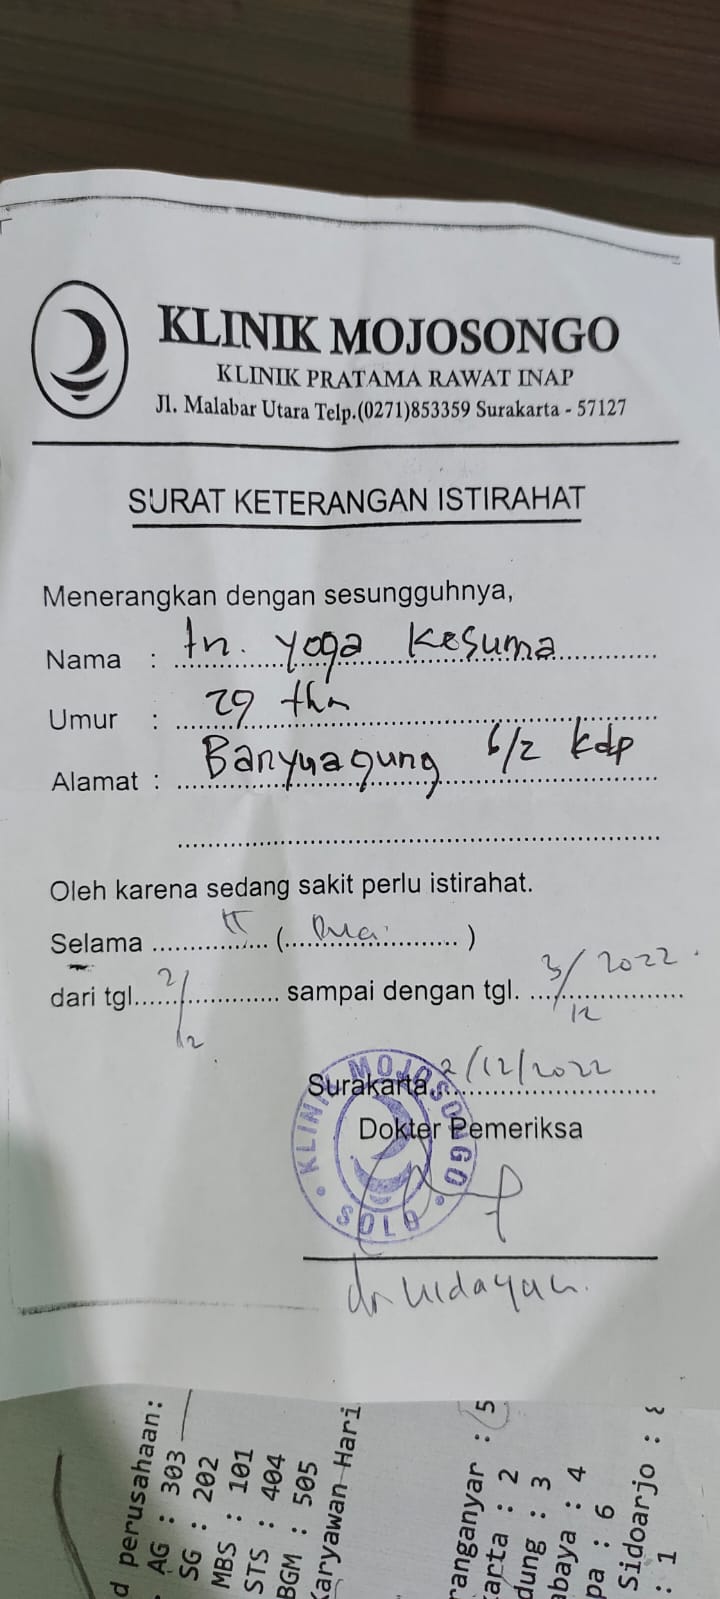 KLINIK MOJOSONGO
KLINIK PRATAMA RAWAT INAP
Jl. Malabar Utara Telp.(0271)853359 Surakarta - 57127
SURAT KETERANGAN ISTIRAHAT
Menerangkan dengan sesungguhnya,
Nama : tn. Yoga Kesuma
Umur : 29 thn
Alamat : Banyuagung 6/2 kdp
Oleh karena sedang sakit perlu istirahat.
Selama II (Dua)
dari tgl. 2/12 sampai dengan tgl. 3/12 2022
Surakarta, 2/12/2022
Dokter Pemeriksa
KLINIK MOJOSONGO
SOLO
dr
d perusahaan:
AG : 303
SG : 202
MBS : 101
STS : 404
BGM : 505
Karyawan Hari
ranganyar : 5
arta : 2
dung : 3
abaya : 4
pa : 6
Sidoarjo :
: 1